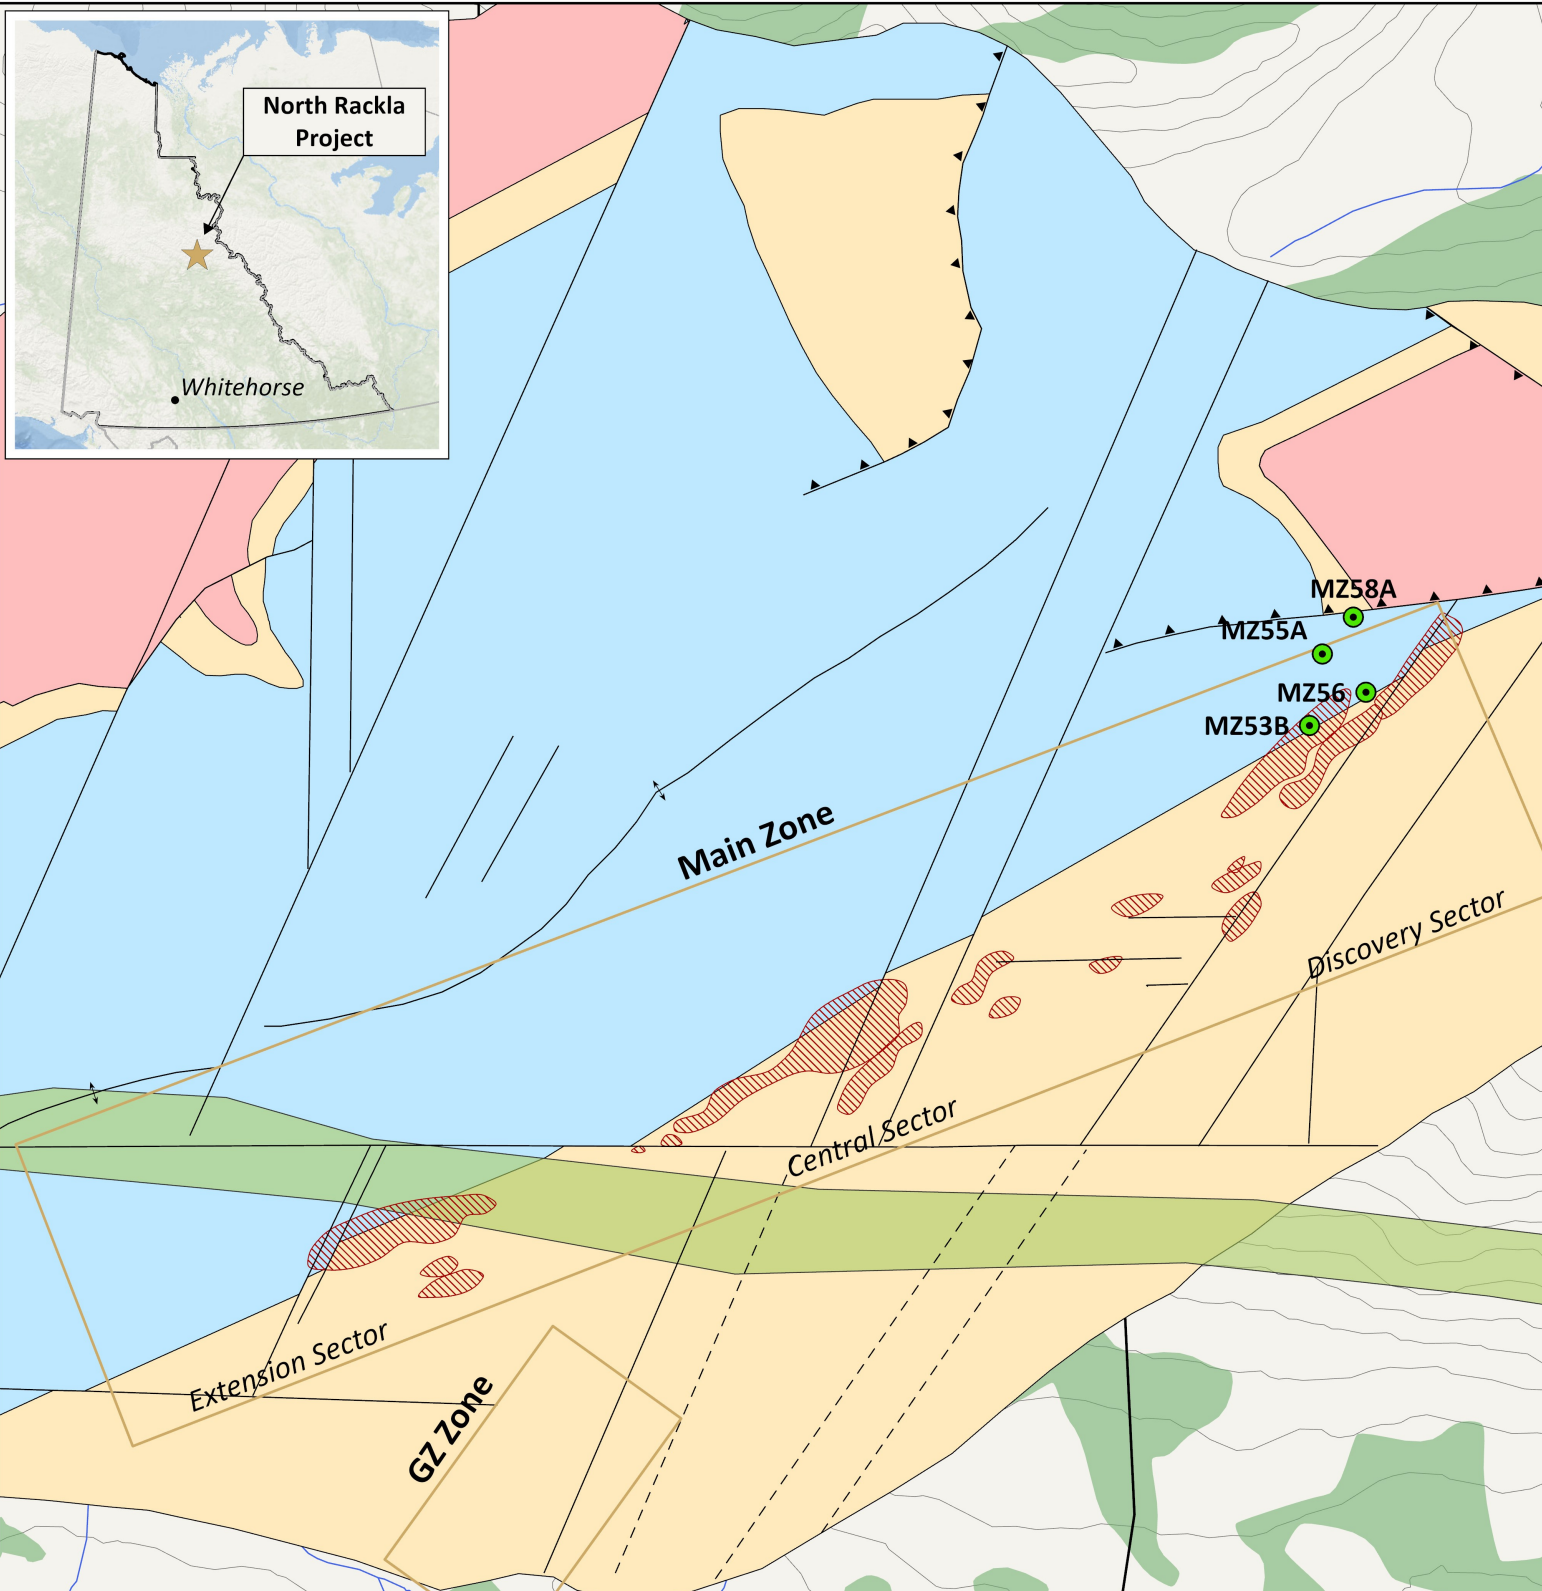 North Rackla
Project
Whitehorse
MZ58A
MZ55A
MZ56
MZ53B
Main Zone
Discovery Sector
Central Sector
Extension Sector
GZ Zone